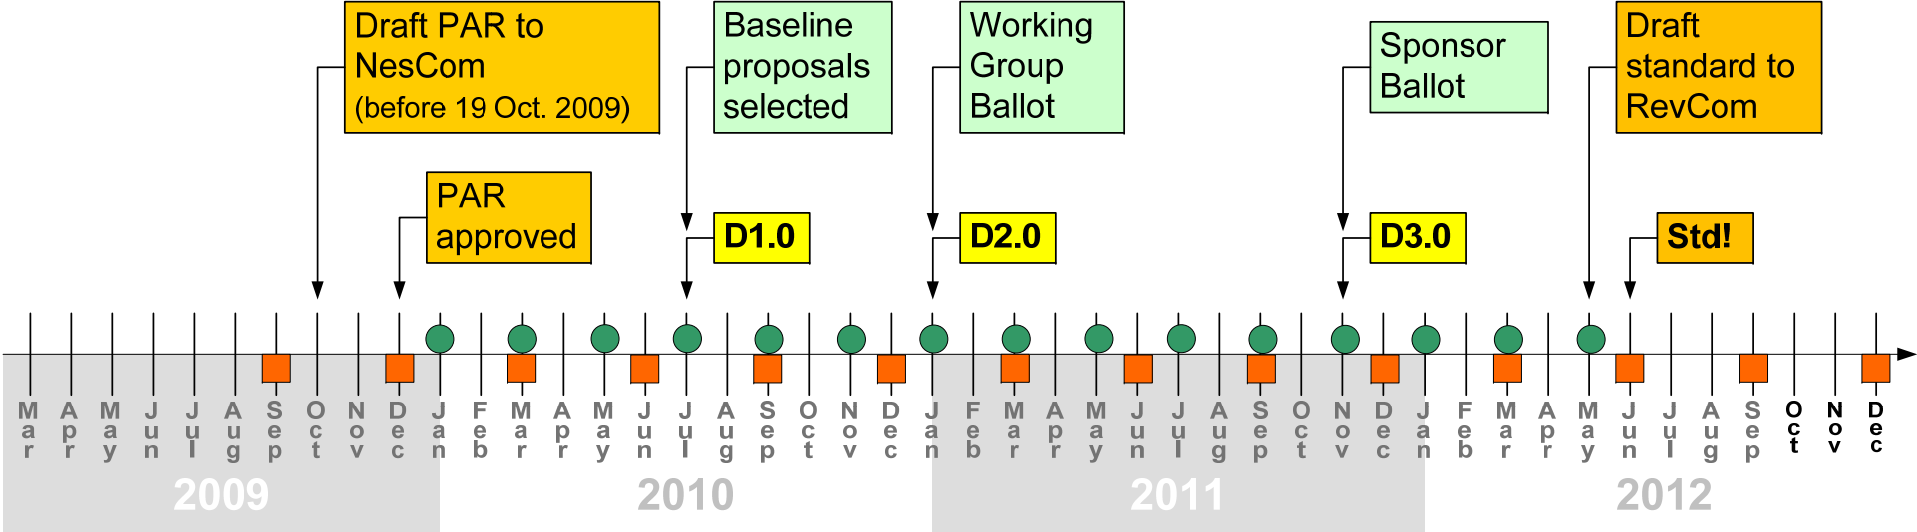 Draft PAR to
NesCom
(before 19 Oct. 2009)
Baseline
proposals
selected
Working
Group
Ballot
Sponsor
Ballot
Draft
standard to
RevCom
PAR
approved
D1.0
D2.0
D3.0
Std!
Mar Apr May Jun Jul Aug Sep Oct Nov Dec Jan Feb Mar Apr May Jun Jul Aug Sep Oct Nov Dec Jan Feb Mar Apr May Jun Jul Aug Sep Oct Nov Dec Jan Feb Mar Apr May Jun Jul Aug Sep Oct Nov Dec
2009 2010 2011 2012